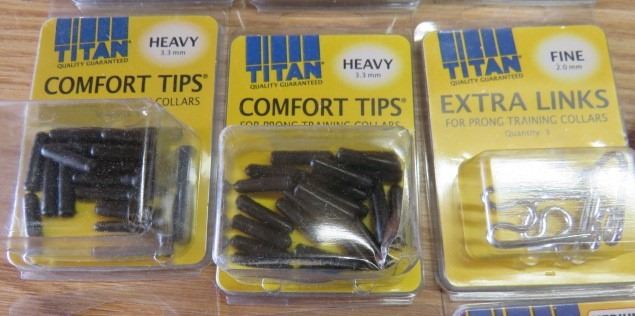 TITAN
QUALITY GUARANTEED
HEAVY
3.3 mm
COMFORT TIPS®
COLLARS
TITAN
QUALITY GUARANTEED
HEAVY
3.3 mm
COMFORT TIPS®
FOR PRONG TRAINING COLLARS
TITAN
QUALITY GUARANTEED
FINE
2.0 mm
EXTRA LINKS
FOR PRONG TRAINING COLLARS
Quantity: 3
TITAN